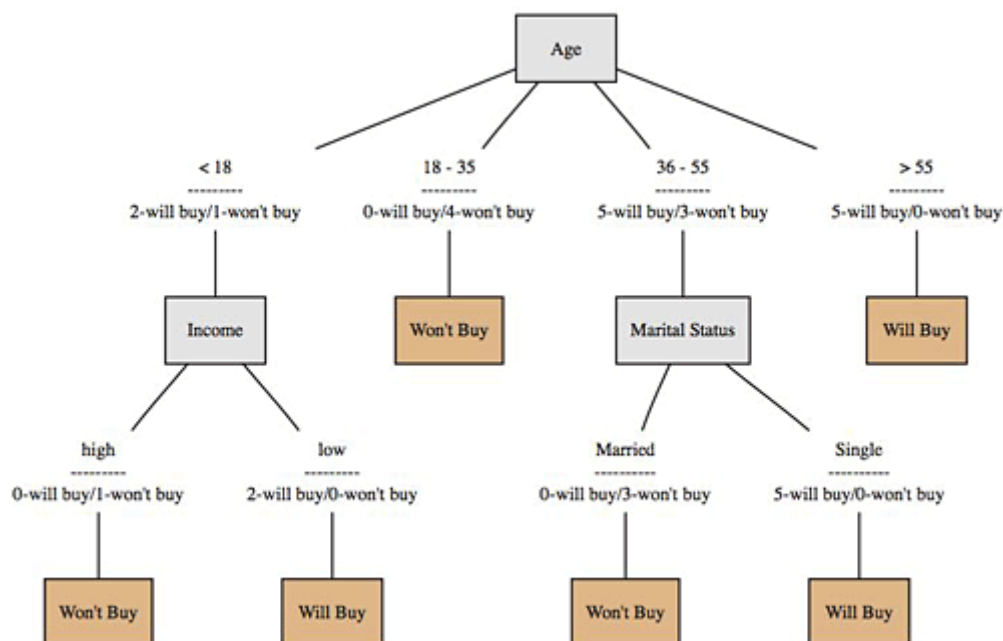 Age
< 18
---------
2-will buy/1-won't buy
18 - 35
---------
0-will buy/4-won't buy
36 - 55
---------
5-will buy/3-won't buy
> 55
---------
5-will buy/0-won't buy
Income
Won't Buy
Marital Status
Will Buy
high
---------
0-will buy/1-won't buy
low
---------
2-will buy/0-won't buy
Married
----------
0-will buy/3-won't buy
Single
----------
5-will buy/0-won't buy
Won't Buy
Will Buy
Won't Buy
Will Buy